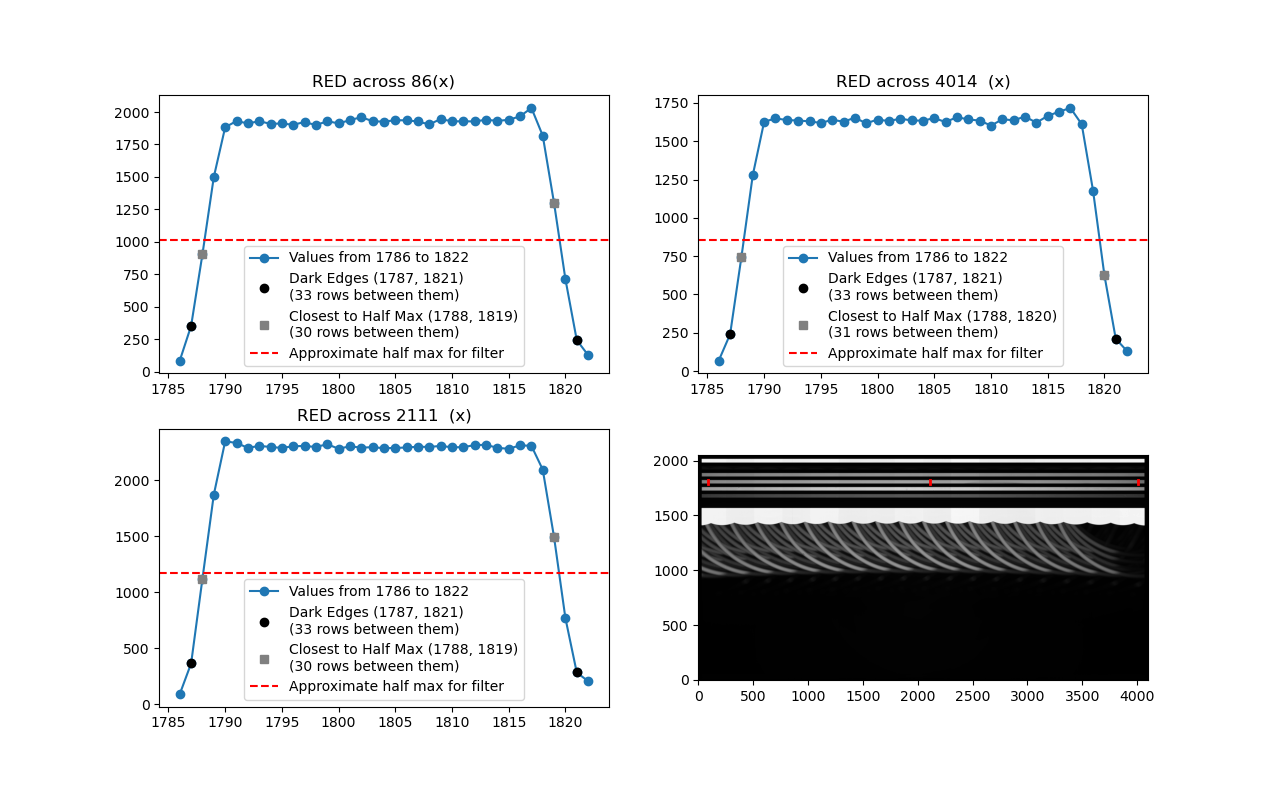 RED across 86(x)
2000
1750
1500
1250
1000
750
500
250
0
Values from 1786 to 1822
Dark Edges (1787, 1821)
(33 rows between them)
Closest to Half Max (1788, 1819)
(30 rows between them)
Approximate half max for filter
1785 1790 1795 1800 1805 1810 1815 1820
RED across 4014  (x)
1750
1500
1250
1000
750
500
250
0
Values from 1786 to 1822
Dark Edges (1787, 1821)
(33 rows between them)
Closest to Half Max (1788, 1820)
(31 rows between them)
Approximate half max for filter
1785 1790 1795 1800 1805 1810 1815 1820
RED across 2111  (x)
2000
1500
1000
500
0
Values from 1786 to 1822
Dark Edges (1787, 1821)
(33 rows between them)
Closest to Half Max (1788, 1819)
(30 rows between them)
Approximate half max for filter
1785 1790 1795 1800 1805 1810 1815 1820
2000
1500
1000
500
0
0 500 1000 1500 2000 2500 3000 3500 4000